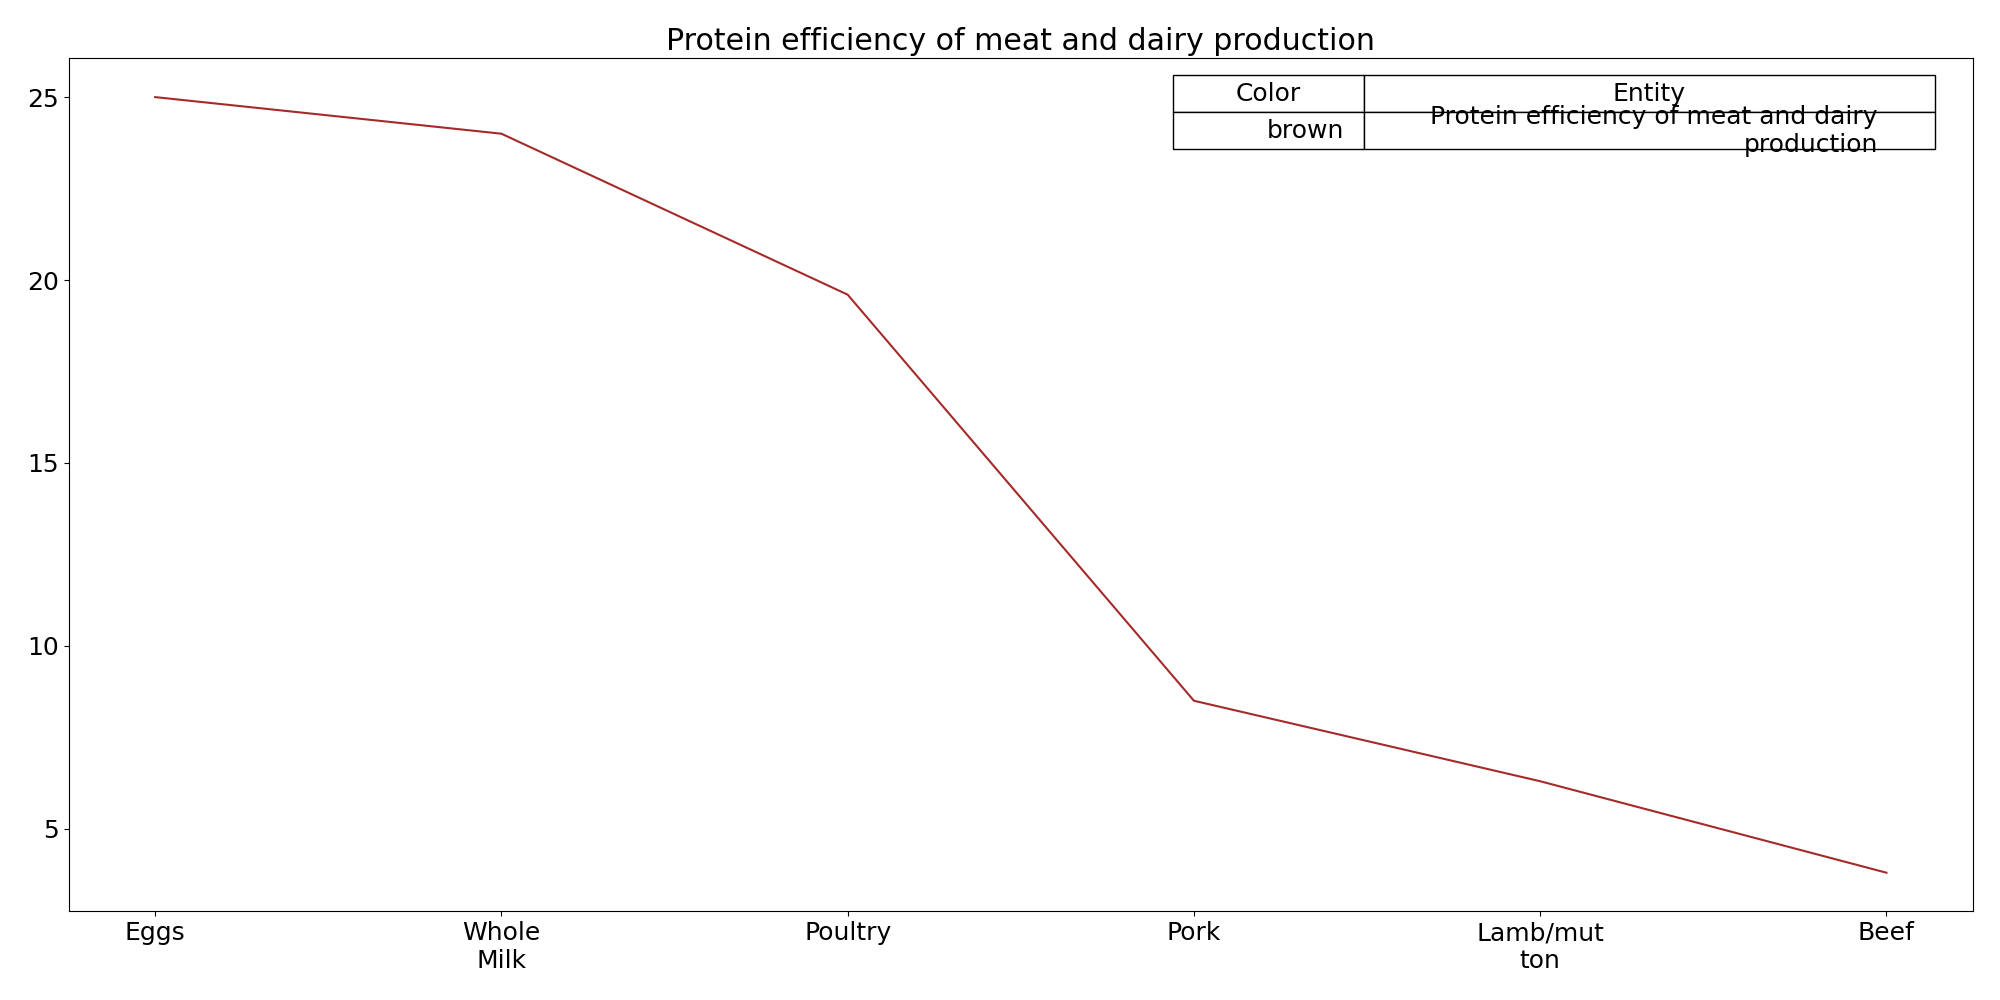 Protein efficiency of meat and dairy production
Color
Entity
brown
Protein efficiency of meat and dairy
production
25
20
15
10
5
Eggs
Whole
Milk
Poultry
Pork
Lamb/mut
ton
Beef